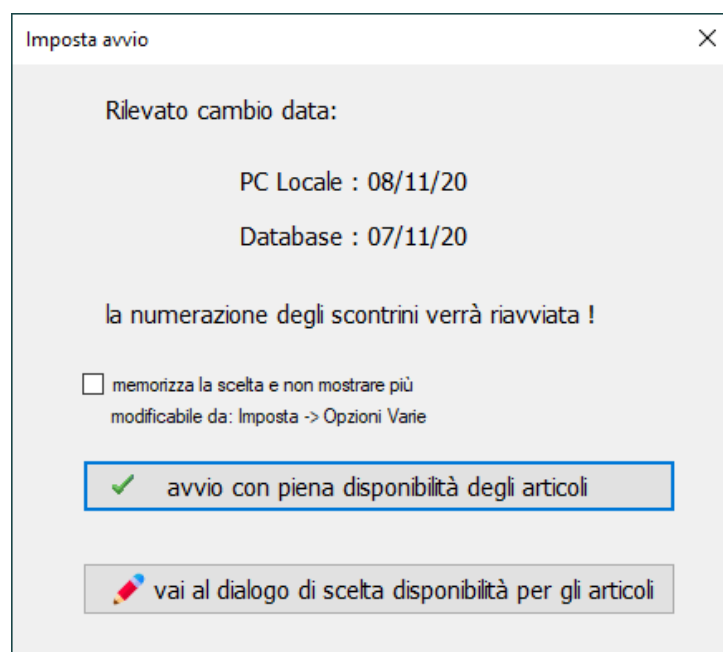 Imposta avvio
Rilevato cambio data:
PC Locale : 08/11/20
Database : 07/11/20
la numerazione degli scontrini verrà riavviata !
memorizza la scelta e non mostrare più
modificabile da: Imposta -> Opzioni Varie
avvio con piena disponibilità degli articoli
vai al dialogo di scelta disponibilità per gli articoli